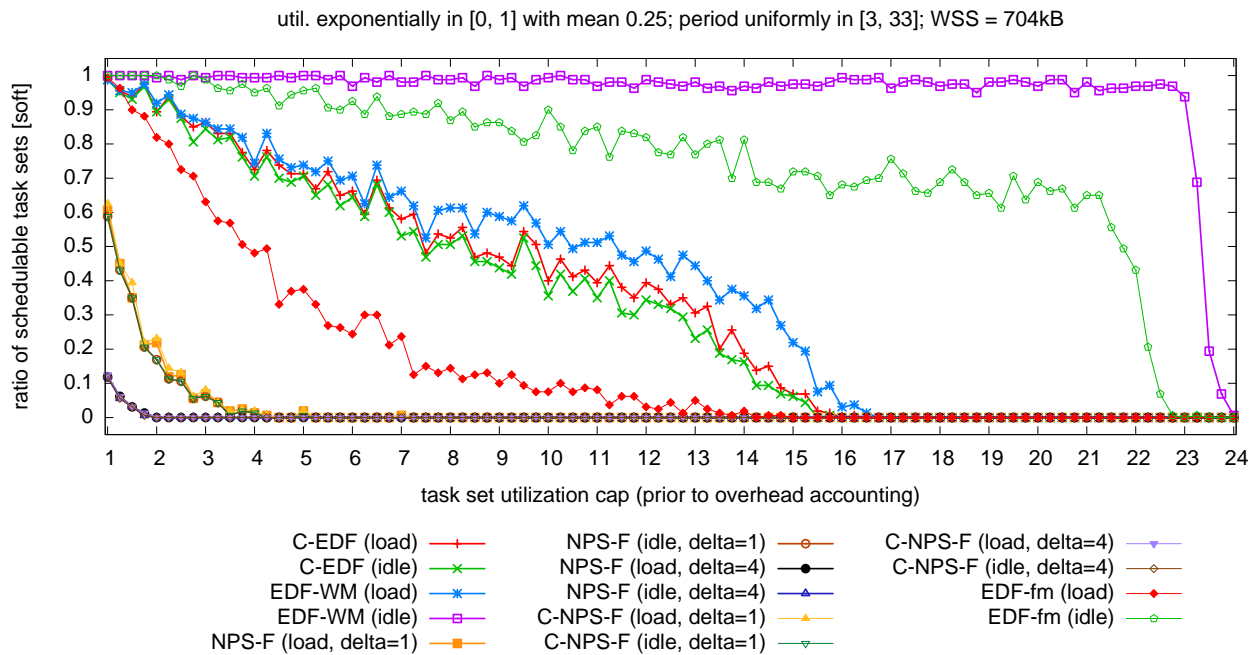 util. exponentially in [0, 1] with mean 0.25; period uniformly in [3, 33]; WSS = 704kB
ratio of schedulable task sets [soft]
1
0.9
0.8
0.7
0.6
0.5
0.4
0.3
0.2
0.1
0
1 2 3 4 5 6 7 8 9 10 11 12 13 14 15 16 17 18 19 20 21 22 23 24
task set utilization cap (prior to overhead accounting)
C-EDF (load)
C-EDF (idle)
EDF-WM (load)
EDF-WM (idle)
NPS-F (load, delta=1)
NPS-F (idle, delta=1)
NPS-F (load, delta=4)
NPS-F (idle, delta=4)
C-NPS-F (load, delta=1)
C-NPS-F (idle, delta=1)
C-NPS-F (load, delta=4)
C-NPS-F (idle, delta=4)
EDF-fm (load)
EDF-fm (idle)